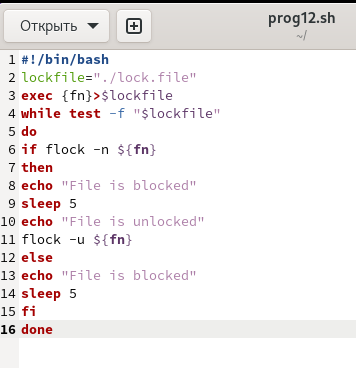 Открыть
prog12.sh
~/
1 #!/bin/bash
2 lockfile="./lock.file"
3 exec {fn}>$lockfile
4 while test -f "$lockfile"
5 do
6 if flock -n ${fn}
7 then
8 echo "File is blocked"
9 sleep 5
10 echo "File is unlocked"
11 flock -u ${fn}
12 else
13 echo "File is blocked"
14 sleep 5
15 fi
16 done